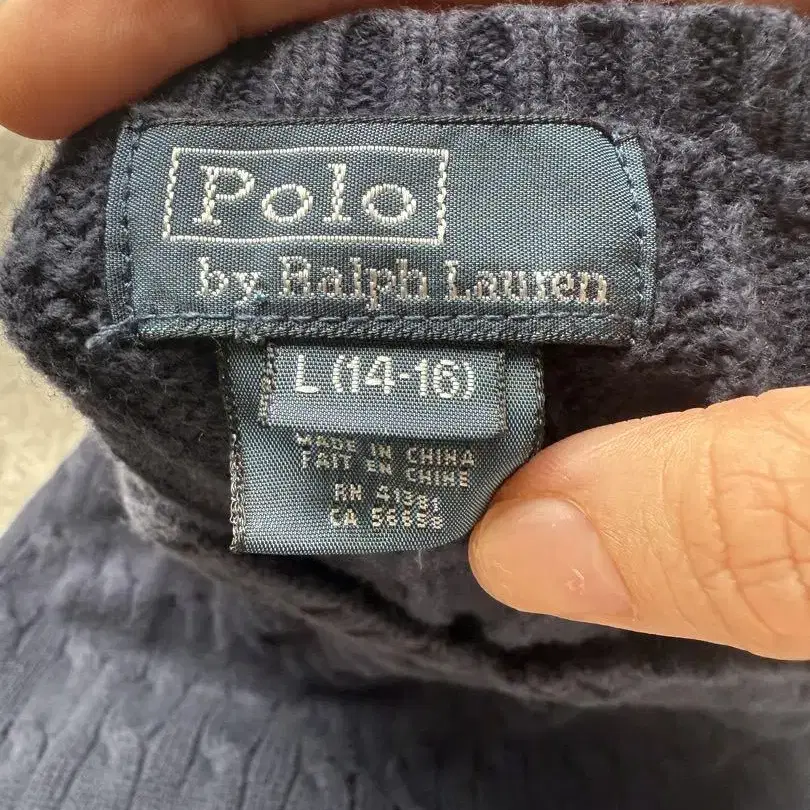 Polo
by Ralph Lauren
L (14-16)
MADE IN CHINA
FAIT EN CHINE
RN 41381
CA 56658